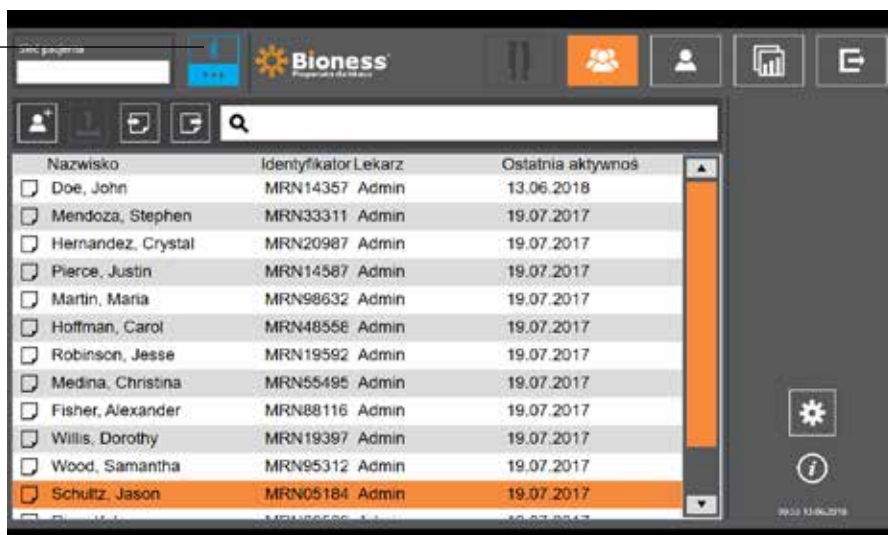 Sieć pacjenta
Bioness
Nazwisko Identyfikator Lekarz Ostatnia aktywnoś
Doe, John MRN14357 Admin 13.06.2018
Mendoza, Stephen MRN33311 Admin 19.07.2017
Hernandez, Crystal MRN20987 Admin 19.07.2017
Pierce, Justin MRN14587 Admin 19.07.2017
Martin, Maria MRN98632 Admin 19.07.2017
Hoffman, Carol MRN48556 Admin 19.07.2017
Robinson, Jesse MRN19592 Admin 19.07.2017
Medina, Christina MRN55495 Admin 19.07.2017
Fisher, Alexander MRN88116 Admin 19.07.2017
Willis, Dorothy MRN19397 Admin 19.07.2017
Wood, Samantha MRN95312 Admin 19.07.2017
Schultz, Jason MRN05184 Admin 19.07.2017